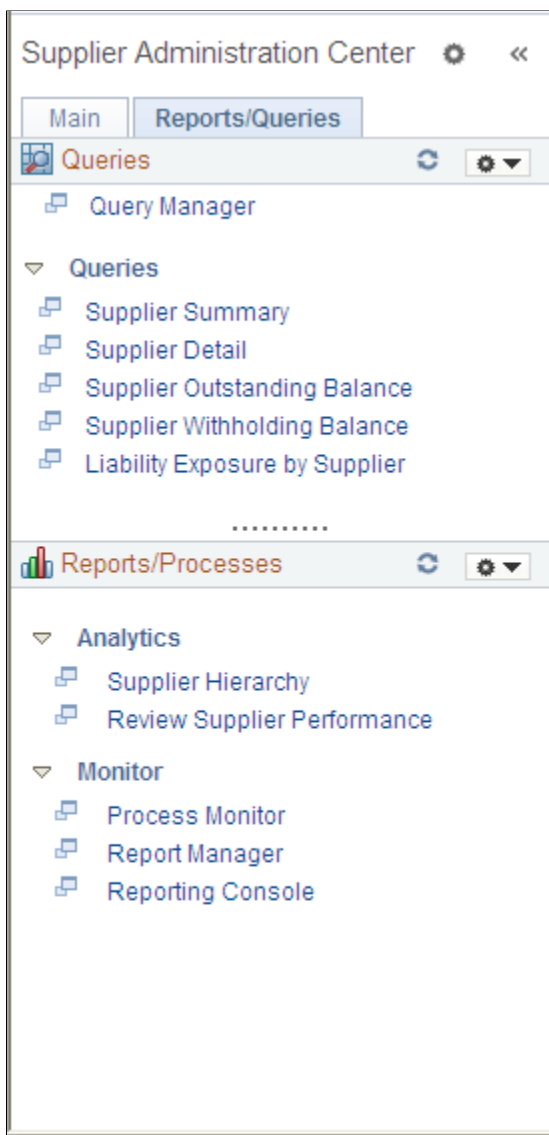 Supplier Administration Center
Main
Reports/Queries
Queries
Query Manager
Queries
Supplier Summary
Supplier Detail
Supplier Outstanding Balance
Supplier Withholding Balance
Liability Exposure by Supplier
Reports/Processes
Analytics
Supplier Hierarchy
Review Supplier Performance
Monitor
Process Monitor
Report Manager
Reporting Console